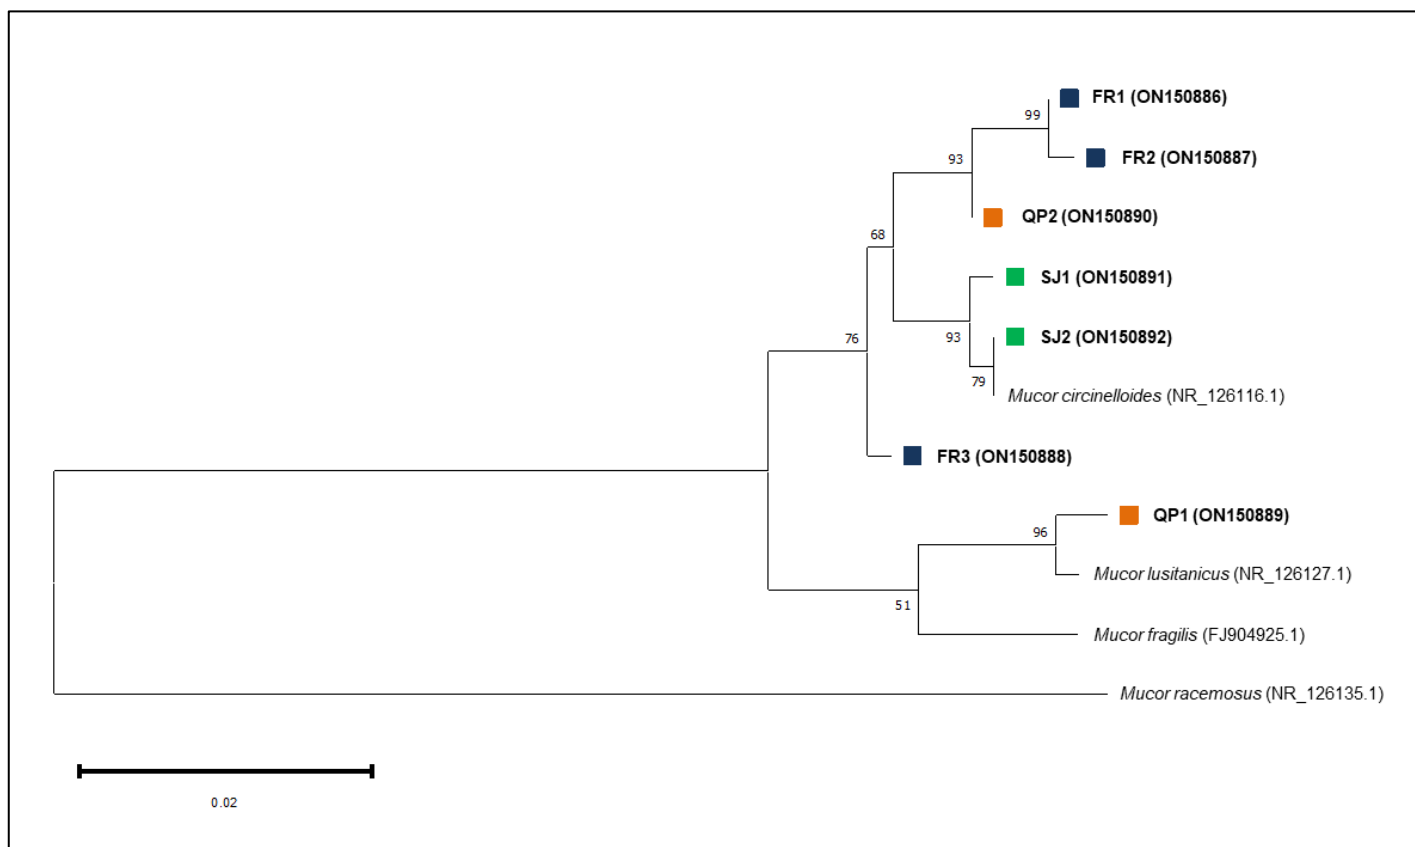 FR1 (ON150886)
99
FR2 (ON150887)
93
QP2 (ON150890)
68
SJ1 (ON150891)
76
93
SJ2 (ON150892)
79
Mucor circinelloides (NR_126116.1)
FR3 (ON150888)
QP1 (ON150889)
96
Mucor lusitanicus (NR_126127.1)
51
Mucor fragilis (FJ904925.1)
Mucor racemosus (NR_126135.1)
0.02